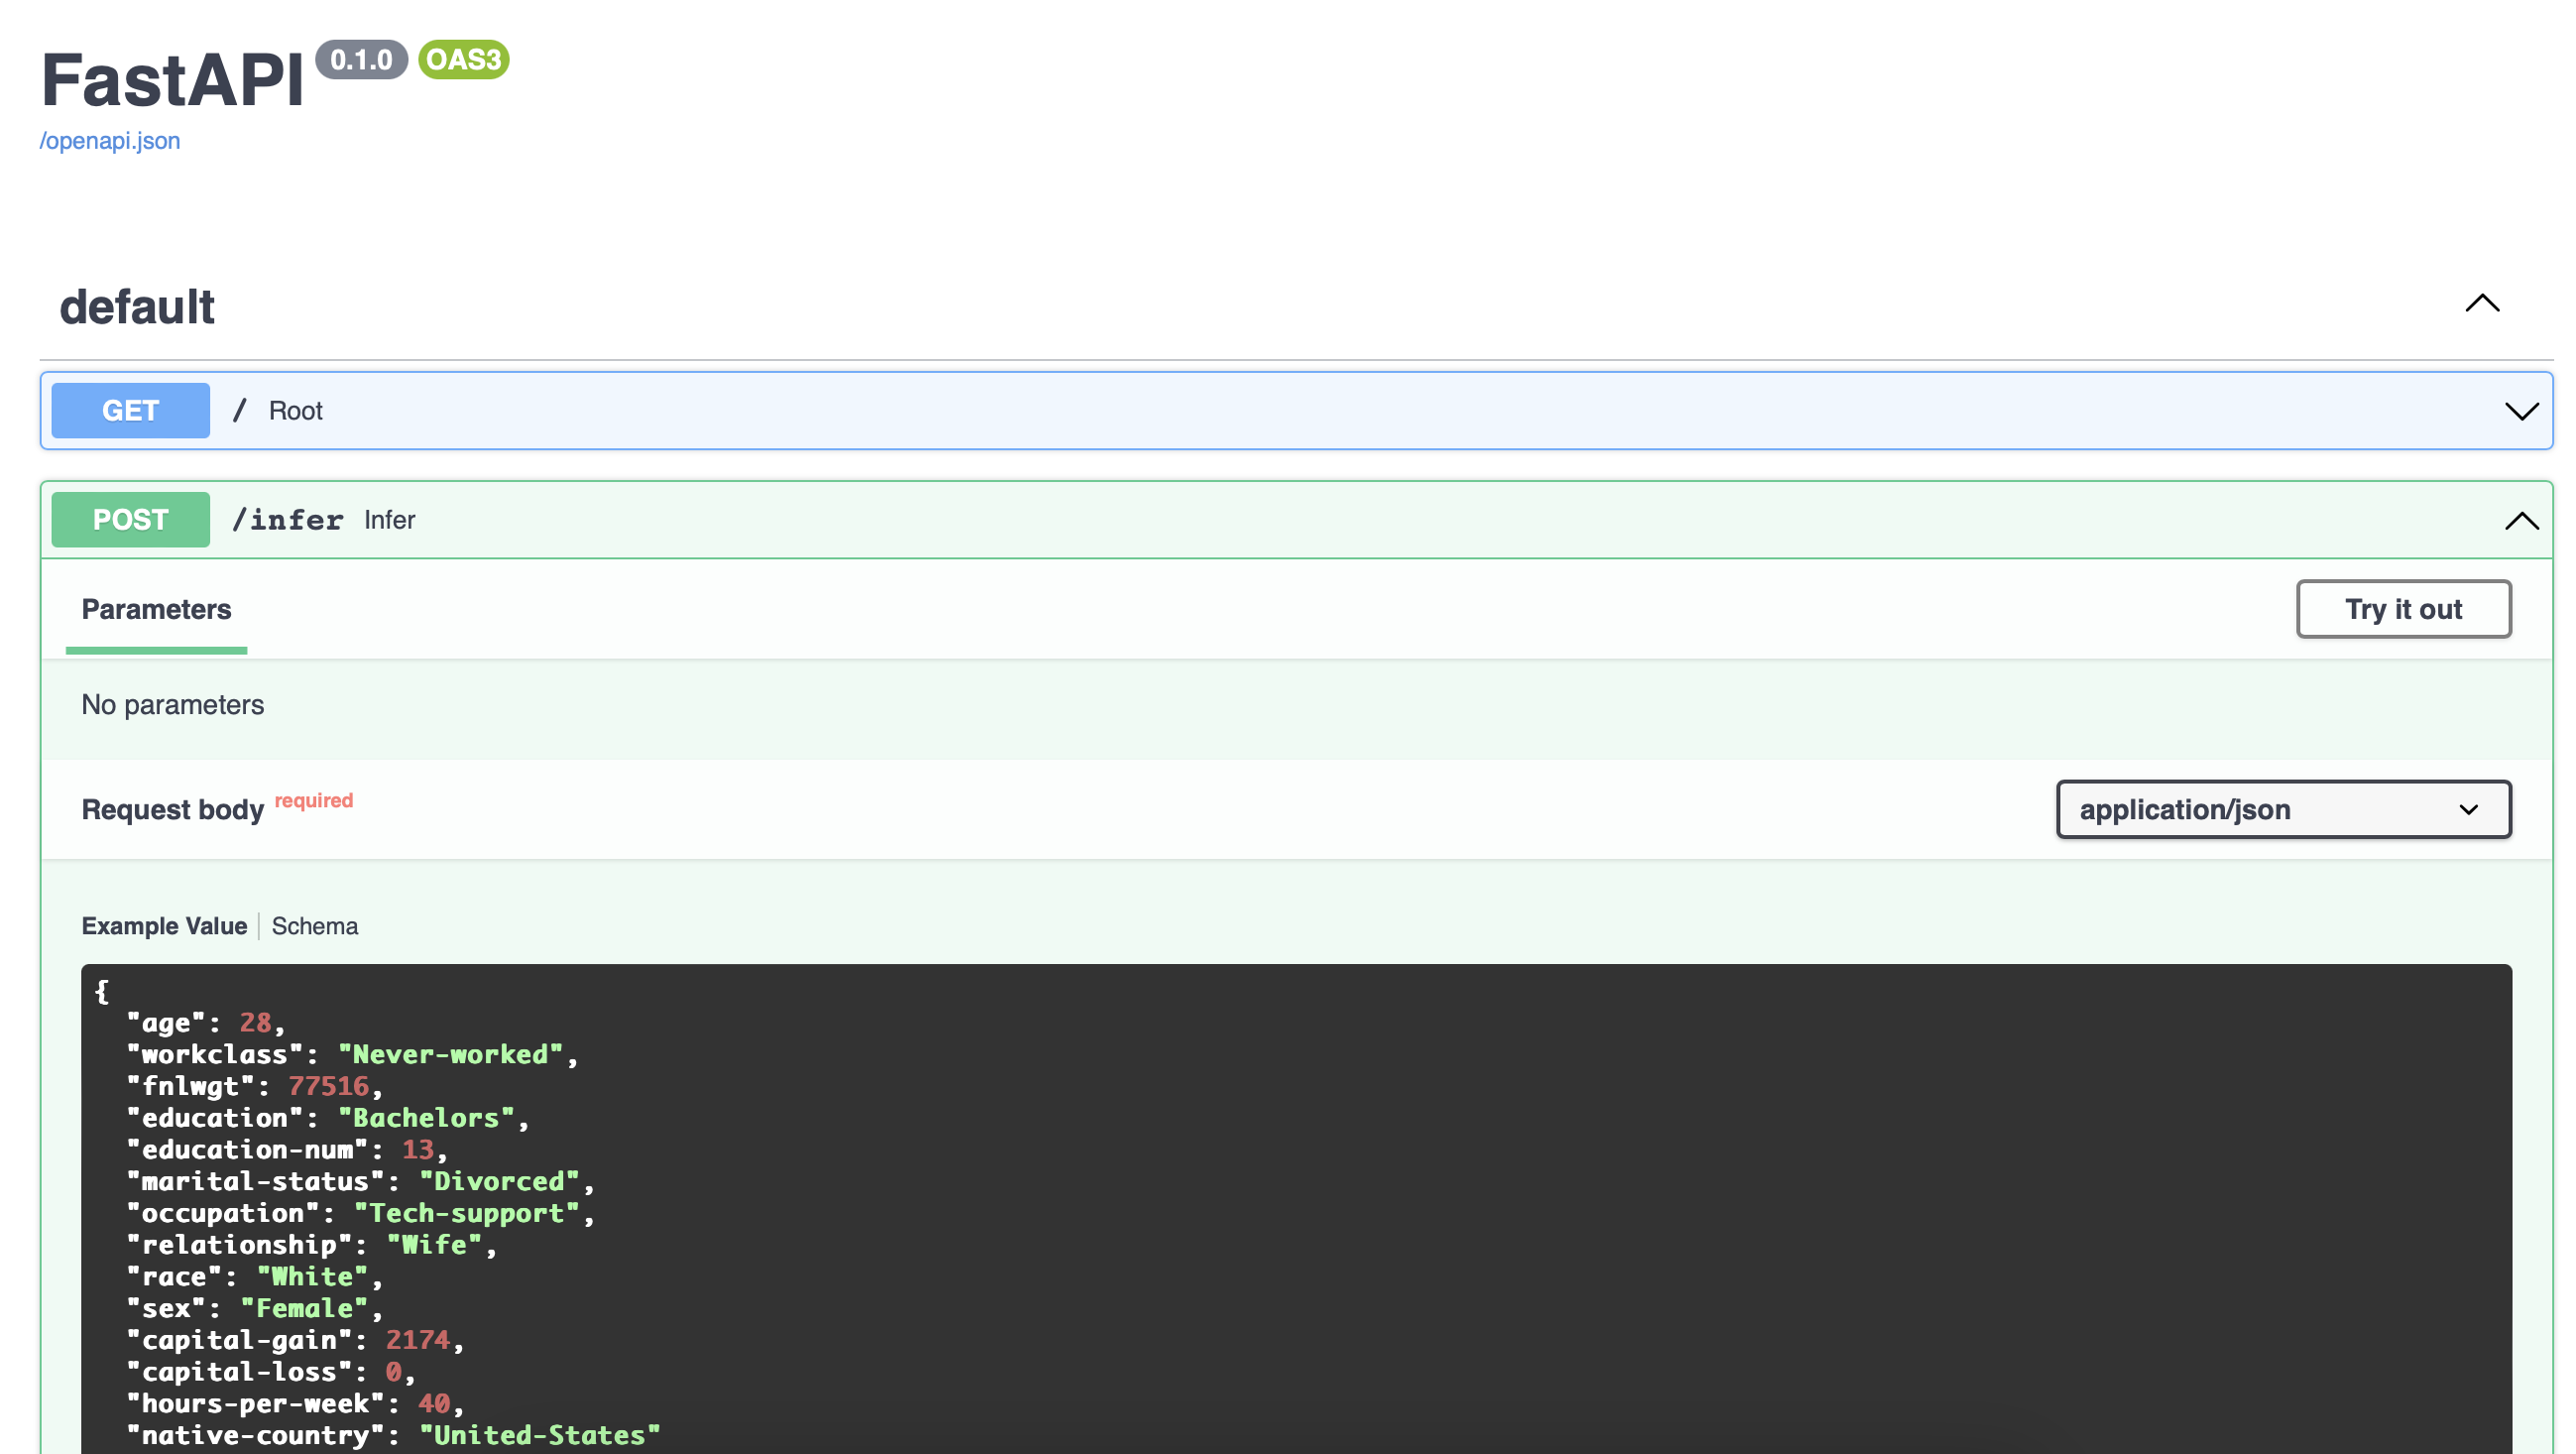 FastAPI 0.1.0 OAS3
/openapi.json
default
GET / Root
POST /infer Infer
Parameters Try it out
No parameters
Request body required application/json
Example Value Schema
{
"age": 28,
"workclass": "Never-worked",
"fnlwgt": 77516,
"education": "Bachelors",
"education-num": 13,
"marital-status": "Divorced",
"occupation": "Tech-support",
"relationship": "Wife",
"race": "White",
"sex": "Female",
"capital-gain": 2174,
"capital-loss": 0,
"hours-per-week": 40,
"native-country": "United-States"